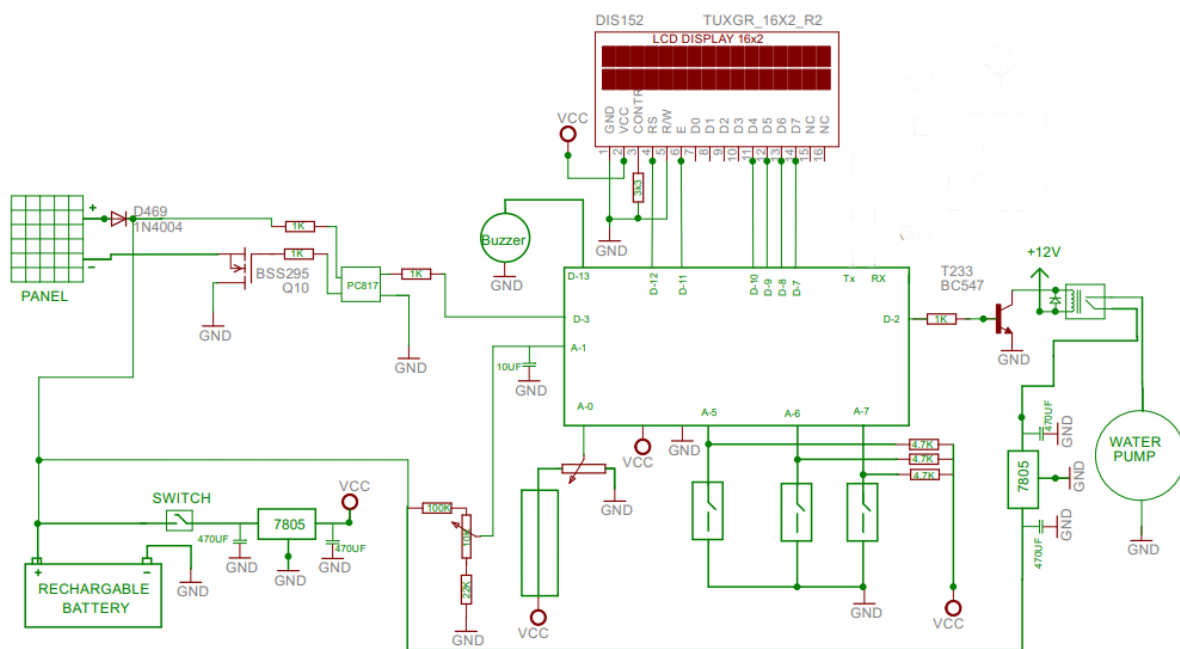 DIS152 TUXGR_16X2_R2
LCD DISPLAY 16x2
GND
VCC
CONTR
RS
R/W
E
D0
D1
D2
D3
D4
D5
D6
D7
NC
NC
1
2
3
4
5
6
7
8
9
10
11
12
13
14
15
16
VCC
3k3
GND
+
D469
1N4004
−
PANEL
1K
1K
BSS295
Q10
GND
PC817
1K
GND
Buzzer
GND
D-13
D-12
D-11
D-10
D-9
D-8
D-7
Tx
RX
GND
D-3
A-1
A-0
D-2
A-5
A-6
A-7
10UF
GND
1K
T233
BC547
+12V
GND
470UF
GND
7805
GND
470UF
GND
WATER
PUMP
GND
VCC
GND
4.7K
4.7K
4.7K
GND
VCC
GND
VCC
100K
10K
22K
GND
SWITCH
VCC
7805
470UF
GND
GND
470UF
GND
+
−
GND
RECHARGABLE
BATTERY